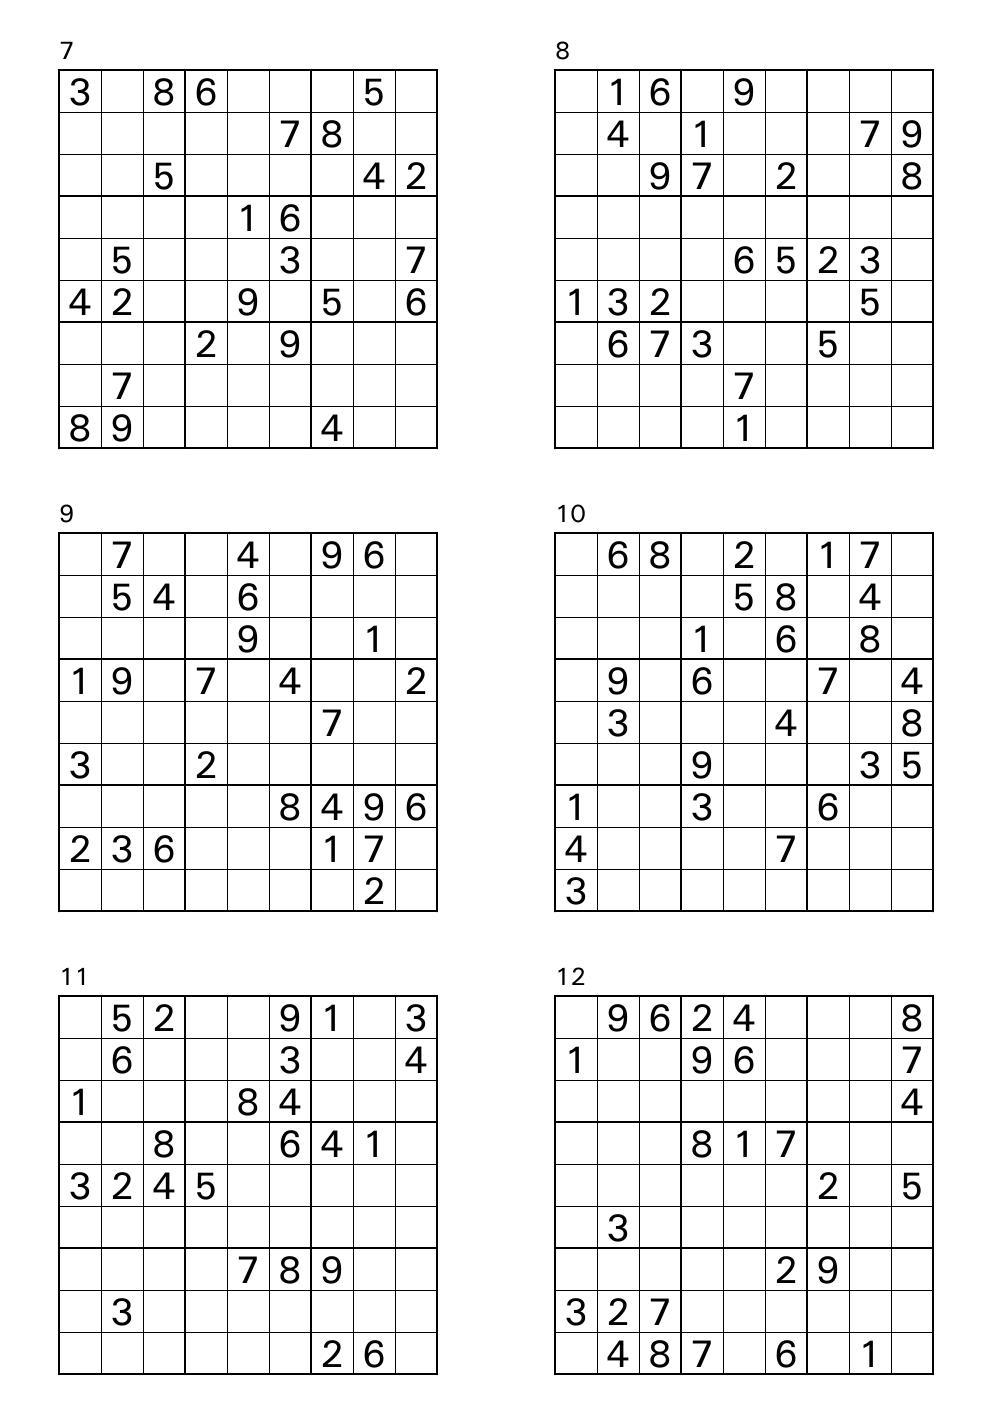 7
3 8 6 5
7 8
5 4 2
1 6
5 3 7
4 2 9 5 6
2 9
7
8 9 4
8
1 6 9
4 1 7 9
9 7 2 8
6 5 2 3
1 3 2 5
6 7 3 5
7
1
9
7 4 9 6
5 4 6
9 1
1 9 7 4 2
7
3 2
8 4 9 6
2 3 6 1 7
2
10
6 8 2 1 7
5 8 4
1 6 8
9 6 7 4
3 4 8
9 3 5
1 3 6
4 7
3
11
5 2 9 1 3
6 3 4
1 8 4
8 6 4 1
3 2 4 5
7 8 9
3
2 6
12
9 6 2 4 8
1 9 6 7
4
8 1 7
2 5
3
2 9
3 2 7
4 8 7 6 1